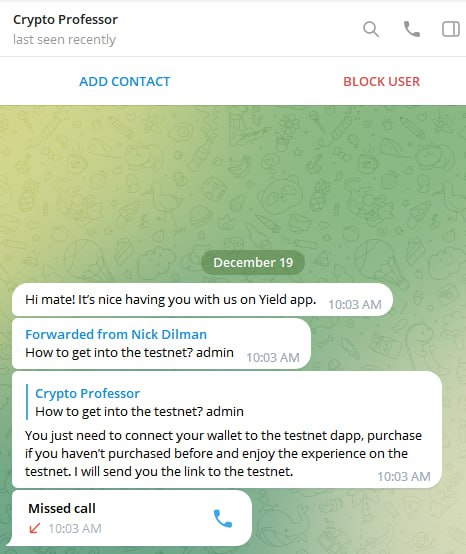 Crypto Professor
last seen recently
ADD CONTACT
BLOCK USER
December 19
Hi mate! It's nice having you with us on Yield app. 10:03 AM
Forwarded from Nick Dilman
How to get into the testnet? admin 10:03 AM
Crypto Professor
How to get into the testnet? admin
You just need to connect your wallet to the testnet dapp, purchase
if you haven't purchased before and enjoy the experience on the
testnet. I will send you the link to the testnet. 10:03 AM
Missed call
10:03 AM